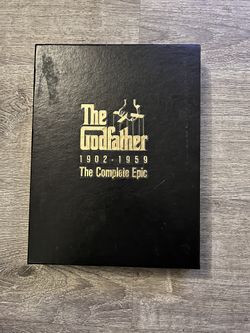 The
Godfather
1902-1959
The Complete Epic